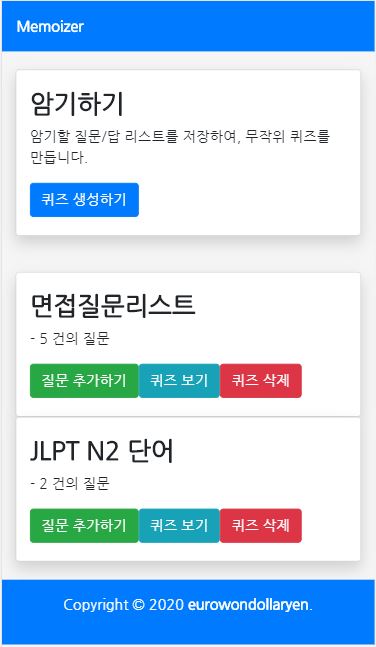 Memoizer
암기하기
암기할 질문/답 리스트를 저장하여, 무작위 퀴즈를
만듭니다.
퀴즈 생성하기
면접질문리스트
- 5 건의 질문
질문 추가하기 퀴즈 보기 퀴즈 삭제
JLPT N2 단어
- 2 건의 질문
질문 추가하기 퀴즈 보기 퀴즈 삭제
Copyright © 2020 eurowondollaryen.